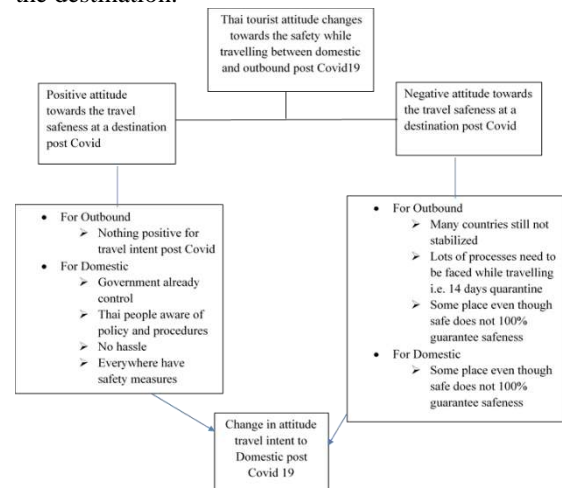 the destination.
Thai tourist attitude changes
towards the safety while
travelling between domestic
and outbound post Covid19
Positive attitude
towards the travel
safeness at a destination
post Covid
Negative attitude towards
the travel safeness at a
destination post Covid
• For Outbound
➢ Nothing positive for
travel intent post Covid
• For Domestic
➢ Government already
control
➢ Thai people aware of
policy and procedures
➢ No hassle
➢ Everywhere have
safety measures
• For Outbound
➢ Many countries still not
stabilized
➢ Lots of processes need to
be faced while travelling
i.e. 14 days quarantine
➢ Some place even though
safe does not 100%
guarantee safeness
• For Domestic
➢ Some place even though
safe does not 100%
guarantee safeness
Change in attitude
travel intent to
Domestic post
Covid 19